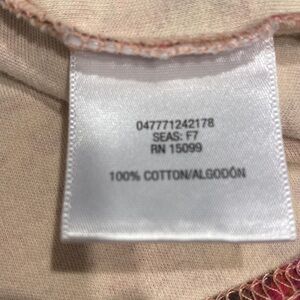 047771242178
SEAS: F7
RN 15099
100% COTTON/ALGODÓN